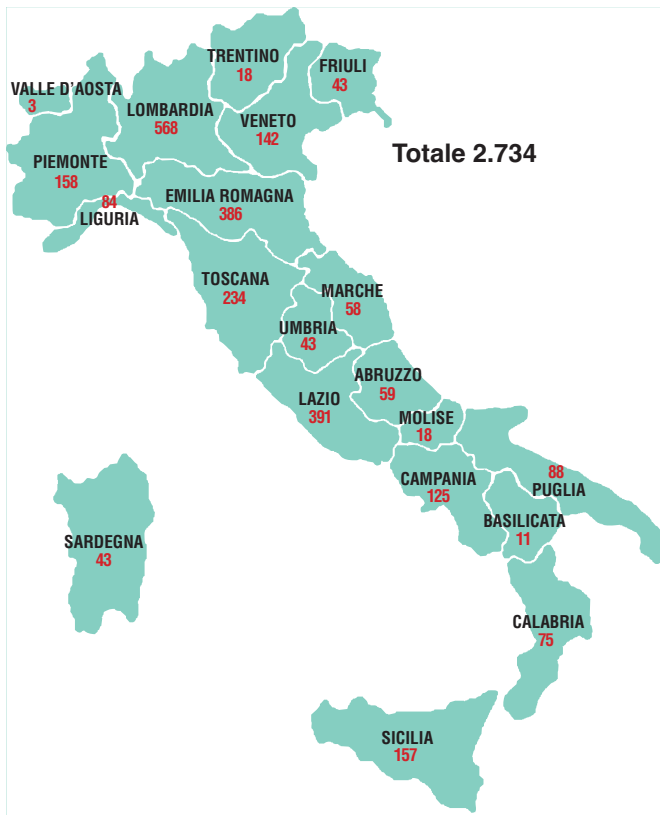 TRENTINO
18
FRIULI
43
VALLE D'AOSTA
3
LOMBARDIA
568
VENETO
142
Totale 2.734
PIEMONTE
158
84
LIGURIA
EMILIA ROMAGNA
386
TOSCANA
234
MARCHE
58
UMBRIA
43
ABRUZZO
59
LAZIO
391
MOLISE
18
CAMPANIA
125
88
PUGLIA
BASILICATA
11
SARDEGNA
43
CALABRIA
75
SICILIA
157